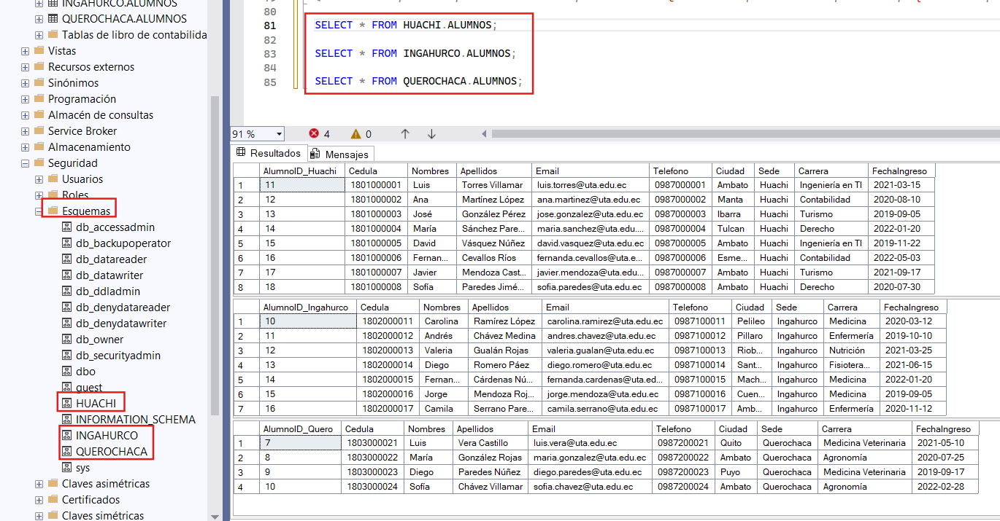 INGAHURCO.ALUMNOS
QUEROCHACA.ALUMNOS
Tablas de libro de contabilida
Vistas
Recursos externos
Sinónimos
Programación
Almacén de consultas
Service Broker
Almacenamiento
Seguridad
Usuarios
Roles
Esquemas
db_accessadmin
db_backupoperator
db_datareader
db_datawriter
db_ddladmin
db_denydatareader
db_denydatawriter
db_owner
db_securityadmin
dbo
guest
HUACHI
INFORMATION_SCHEMA
INGAHURCO
QUEROCHACA
sys
Claves asimétricas
Certificados
Claves simétricas
80
81 SELECT * FROM HUACHI.ALUMNOS;
82
83 SELECT * FROM INGAHURCO.ALUMNOS;
84
85 SELECT * FROM QUEROCHACA.ALUMNOS;
91 % 4 0
Resultados Mensajes
AlumnoID_Huachi Cedula Nombres Apellidos Email Telefono Ciudad Sede Carrera FechaIngreso
1 11 1801000001 Luis Torres Villamar luis.torres@uta.edu.ec 0987000001 Ambato Huachi Ingeniería en TI 2021-03-15
2 12 1801000002 Ana Martínez López ana.martinez@uta.edu.ec 0987000002 Manta Huachi Contabilidad 2020-08-10
3 13 1801000003 José González Pérez jose.gonzalez@uta.edu.ec 0987000003 Ibarra Huachi Turismo 2019-09-05
4 14 1801000004 María Sánchez Pare... maria.sanchez@uta.edu.... 0987000004 Tulcan Huachi Derecho 2022-01-20
5 15 1801000005 David Vásquez Núñez david.vasquez@uta.edu.ec 0987000005 Ambato Huachi Ingeniería en TI 2019-11-22
6 16 1801000006 Fernan... Cevallos Ríos fernanda.cevallos@uta.e... 0987000006 Esme... Huachi Contabilidad 2022-05-03
7 17 1801000007 Javier Mendoza Cast... javier.mendoza@uta.edu.ec 0987000007 Ambato Huachi Turismo 2021-09-17
8 18 1801000008 Sofía Paredes Jimé... sofia.paredes@uta.edu.ec 0987000008 Ambato Huachi Derecho 2020-07-30
AlumnoID_Ingahurco Cedula Nombres Apellidos Email Telefono Ciudad Sede Carrera FechaIngreso
1 10 1802000011 Carolina Ramírez López carolina.ramirez@uta.edu.ec 0987100011 Pelileo Ingahurco Medicina 2020-03-12
2 11 1802000012 Andrés Chávez Medina andres.chavez@uta.edu.ec 0987100012 Pillaro Ingahurco Enfermería 2019-10-10
3 12 1802000013 Valeria Gualán Rojas valeria.gualan@uta.edu.ec 0987100013 Riob... Ingahurco Nutrición 2021-03-25
4 13 1802000014 Diego Romero Páez diego.romero@uta.edu.ec 0987100014 Sant... Ingahurco Fisiotera... 2021-06-15
5 14 1802000015 Fernan... Cárdenas Nú... fernanda.cardenas@uta.ed... 0987100015 Mach... Ingahurco Medicina 2022-01-20
6 15 1802000016 Jorge Mendoza Roj... jorge.mendoza@uta.edu.ec 0987100016 Cuen... Ingahurco Medicina 2019-09-05
7 16 1802000017 Camila Serrano Pare... camila.serrano@uta.edu.ec 0987100017 Amb... Ingahurco Enfermería 2020-11-12
AlumnoID_Quero Cedula Nombres Apellidos Email Telefono Ciudad Sede Carrera FechaIngreso
1 7 1803000021 Luis Vera Castillo luis.vera@uta.edu.ec 0987200021 Quito Querochaca Medicina Veterinaria 2021-05-10
2 8 1803000022 María González Rojas maria.gonzalez@uta.edu.ec 0987200022 Ambato Querochaca Agronomía 2020-07-25
3 9 1803000023 Diego Paredes Núñez diego.paredes@uta.edu.ec 0987200023 Puyo Querochaca Medicina Veterinaria 2019-09-17
4 10 1803000024 Sofía Chávez Villamar sofia.chavez@uta.edu.ec 0987200024 Ambato Querochaca Agronomía 2022-02-28